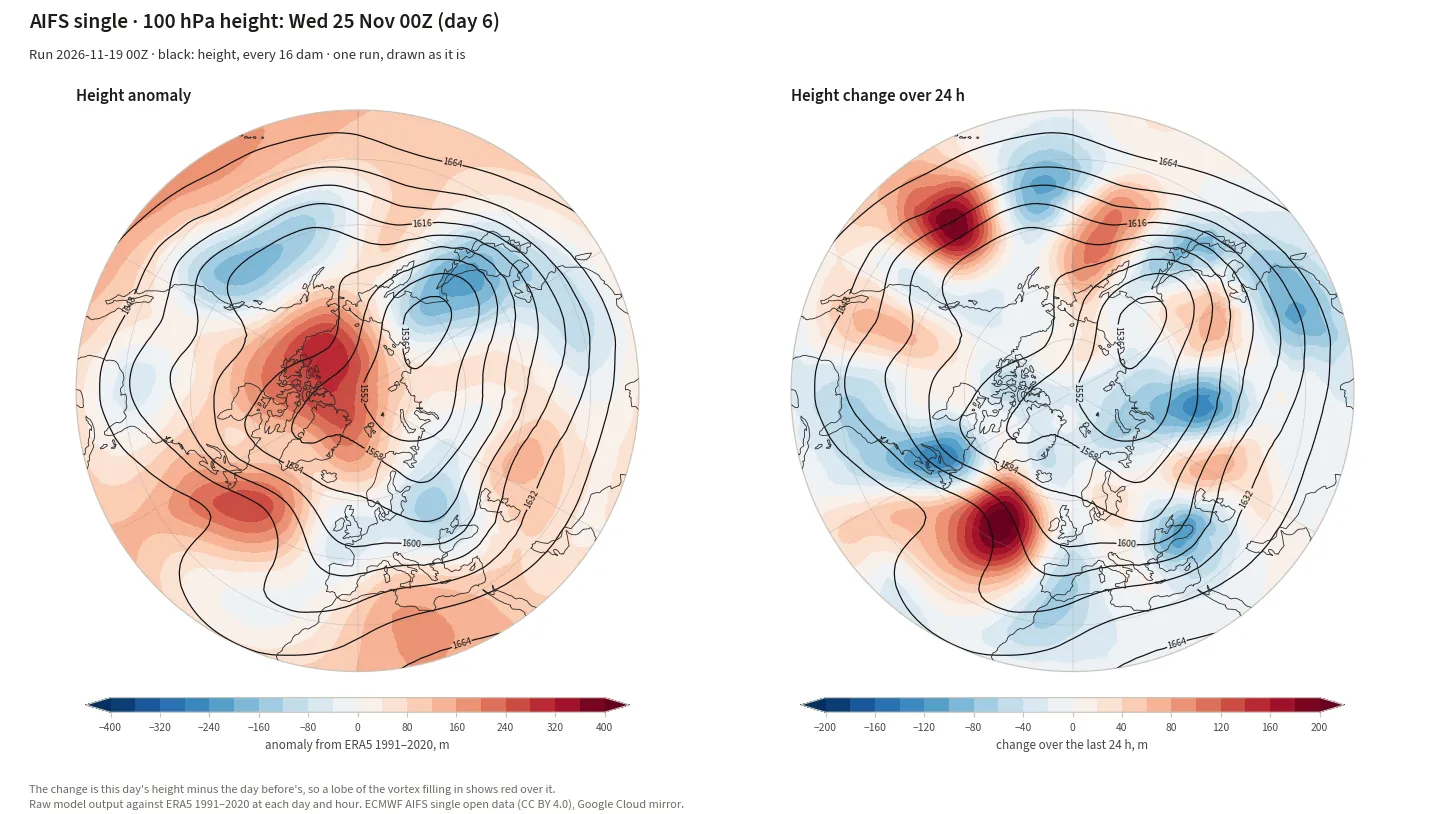 AIFS single · 100 hPa height: Wed 25 Nov 00Z (day 6)
Run 2026-11-19 00Z · black: height, every 16 dam · one run, drawn as it is
Height anomaly
Height change over 24 h
1664
1616
1648
1536
1552
1568
1584
1632
1600
1664
1664
1616
1648
1536
1552
1568
1584
1632
1600
1664
−400 −320 −240 −160 −80 0 80 160 240 320 400
anomaly from ERA5 1991–2020, m
−200 −160 −120 −80 −40 0 40 80 120 160 200
change over the last 24 h, m
The change is this day's height minus the day before's, so a lobe of the vortex filling in shows red over it.
Raw model output against ERA5 1991–2020 at each day and hour. ECMWF AIFS single open data (CC BY 4.0), Google Cloud mirror.